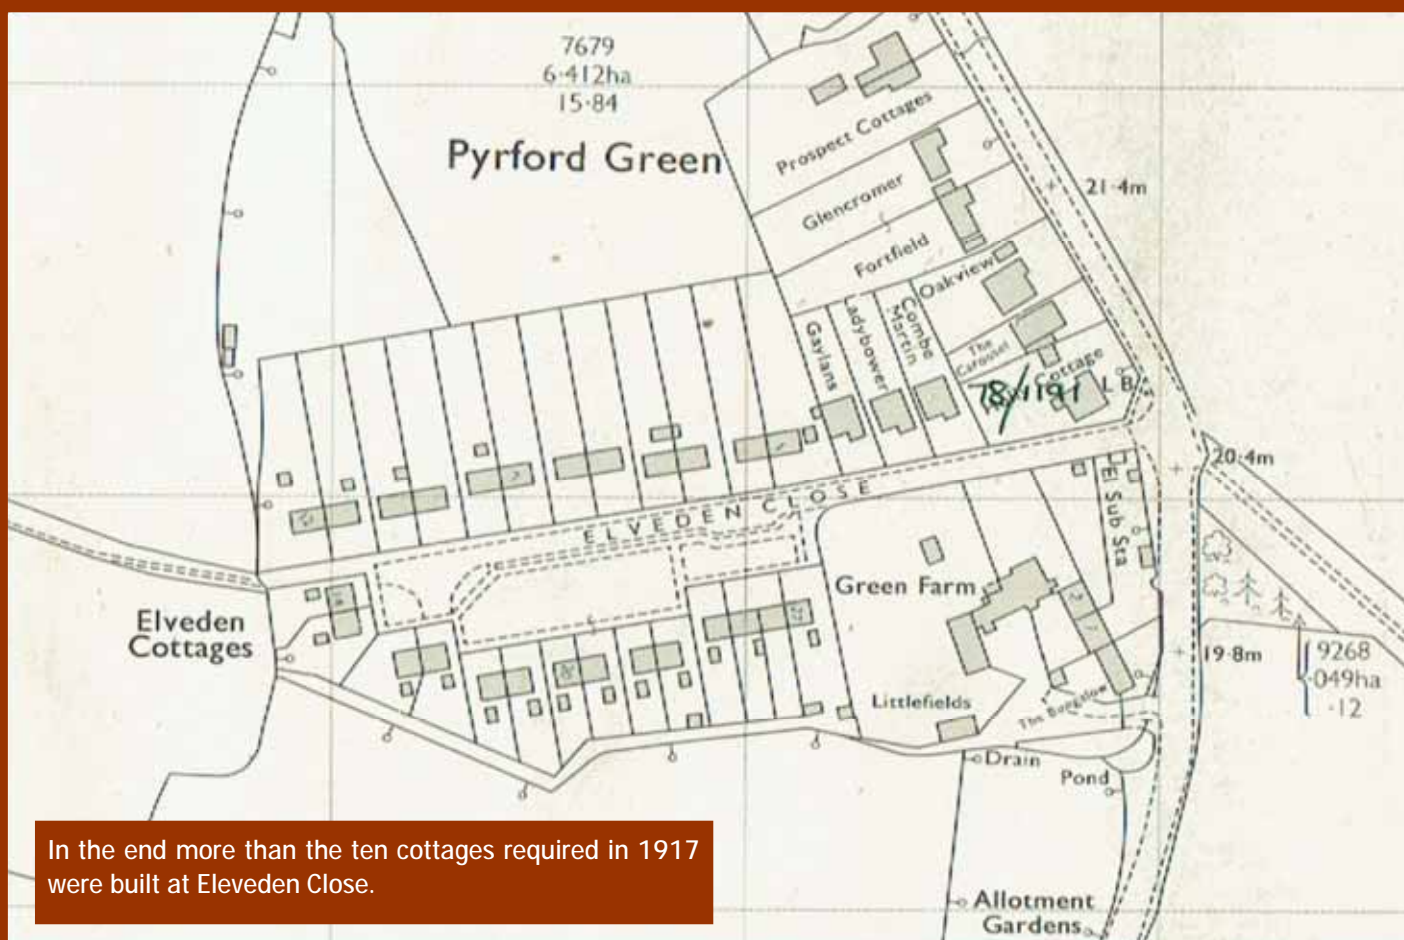 7679
6·412ha
15·84
Pyrford Green
Prospect Cottages
21·4m
Glencromer
Fortfield
Oakview
Gaylans
Ladybower
Combe
Martin
The
Carousel
Cottage
78/1191
L B
20·4m
ELVEDEN CLOSE
El Sub Sta
Green Farm
Elveden
Cottages
19·8m
9268
·049ha
·12
Littlefields
The Bungalow
Drain
Pond
In the end more than the ten cottages required in 1917
were built at Eleveden Close.
Allotment
Gardens